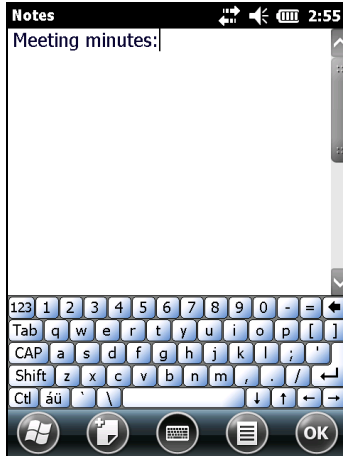 Notes 2:55
Meeting minutes:
123 1 2 3 4 5 6 7 8 9 0 - =
Tab q w e r t y u i o p [ ]
CAP a s d f g h j k l ; '
Shift z x c v b n m , . /
Ctl áü ` \ ↓ ↑ ← →
OK